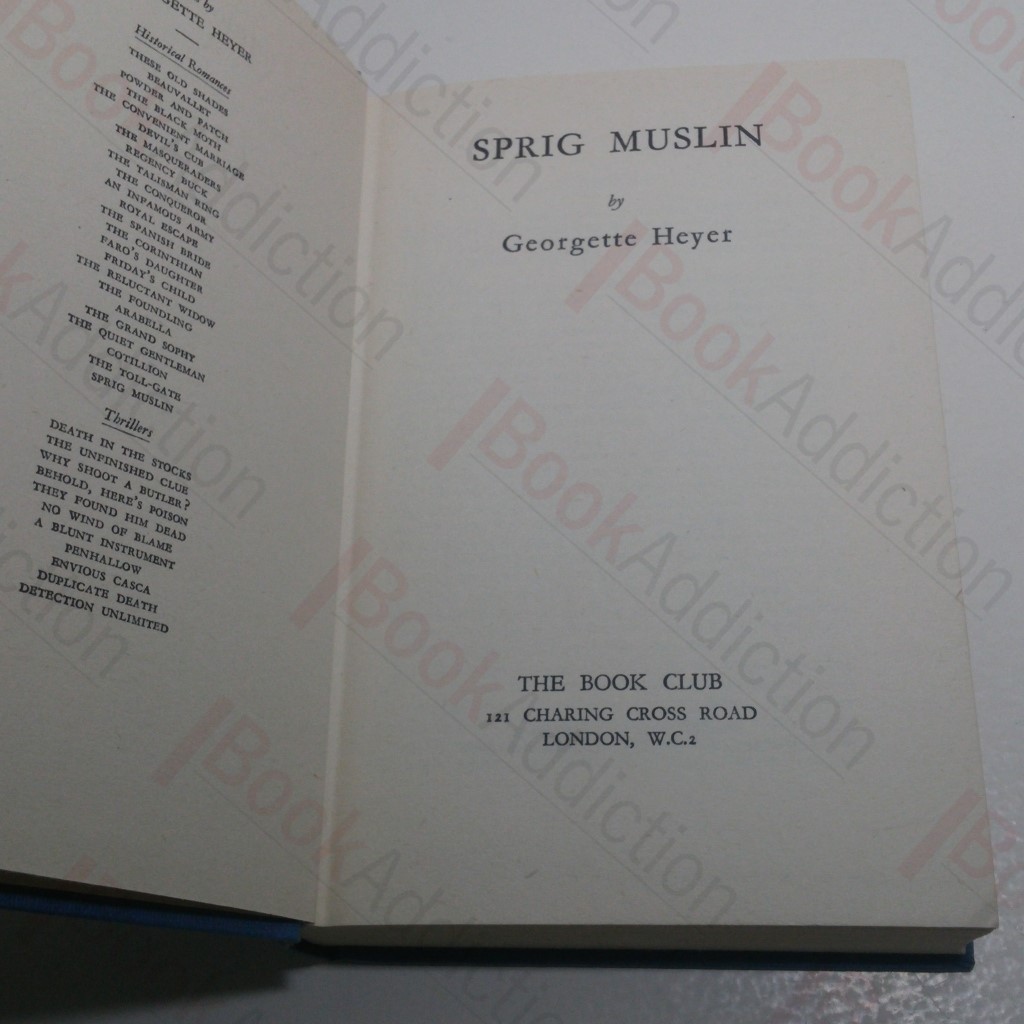 by
GETTE HEYER
Historical Romances
THESE OLD SHADES
BEAUVALLET
POWDER AND PATCH
THE BLACK MOTH
THE CONVENIENT MARRIAGE
DEVIL'S CUB
THE MASQUERADERS
REGENCY BUCK
THE TALISMAN RING
THE CONQUEROR
AN INFAMOUS ARMY
ROYAL ESCAPE
THE SPANISH BRIDE
THE CORINTHIAN
FARO'S DAUGHTER
FRIDAY'S CHILD
THE RELUCTANT WIDOW
THE FOUNDLING
ARABELLA
THE GRAND SOPHY
THE QUIET GENTLEMAN
COTILLION
THE TOLL-GATE
SPRIG MUSLIN
Thrillers
DEATH IN THE STOCKS
THE UNFINISHED CLUE
WHY SHOOT A BUTLER?
BEHOLD, HERE'S POISON
THEY FOUND HIM DEAD
NO WIND OF BLAME
A BLUNT INSTRUMENT
PENHALLOW
ENVIOUS CASCA
DUPLICATE DEATH
DETECTION UNLIMITED
SPRIG MUSLIN
by
Georgette Heyer
THE BOOK CLUB
121 CHARING CROSS ROAD
LONDON, W.C.2
BookAddiction